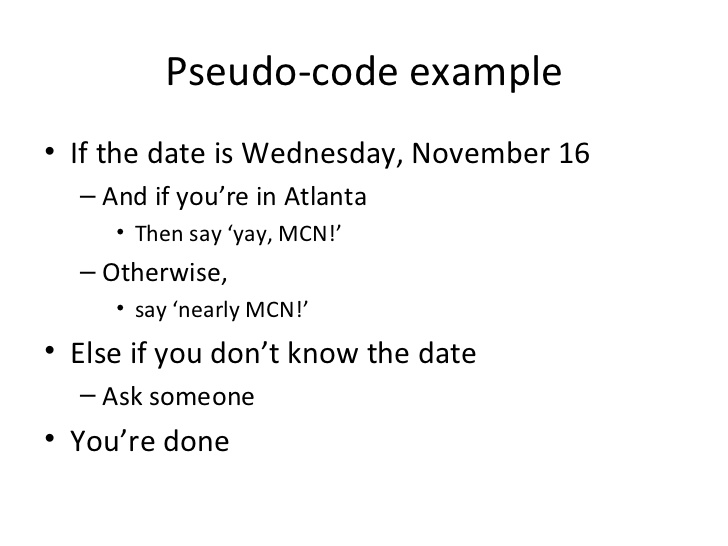 Pseudo-code example
• If the date is Wednesday, November 16
– And if you’re in Atlanta
• Then say ‘yay, MCN!’
– Otherwise,
• say ‘nearly MCN!’
• Else if you don’t know the date
– Ask someone
• You’re done